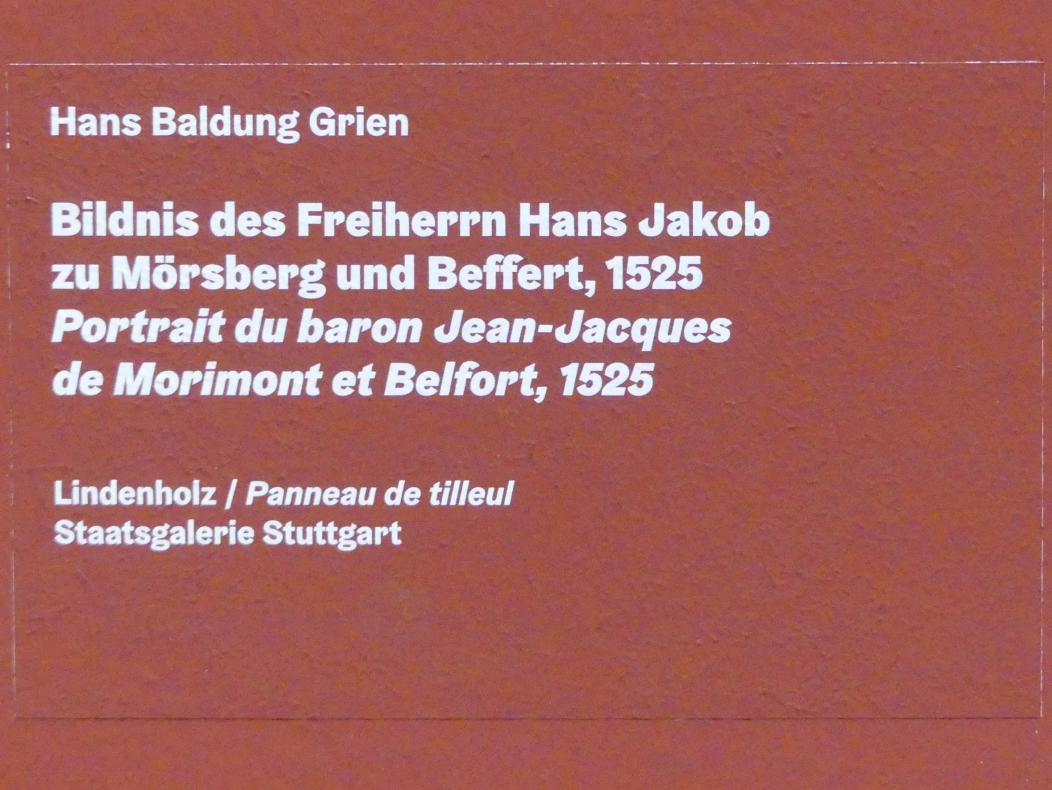 Hans Baldung Grien
Bildnis des Freiherrn Hans Jakob
zu Mörsberg und Beffert, 1525
Portrait du baron Jean-Jacques
de Morimont et Belfort, 1525
Lindenholz / Panneau de tilleul
Staatsgalerie Stuttgart